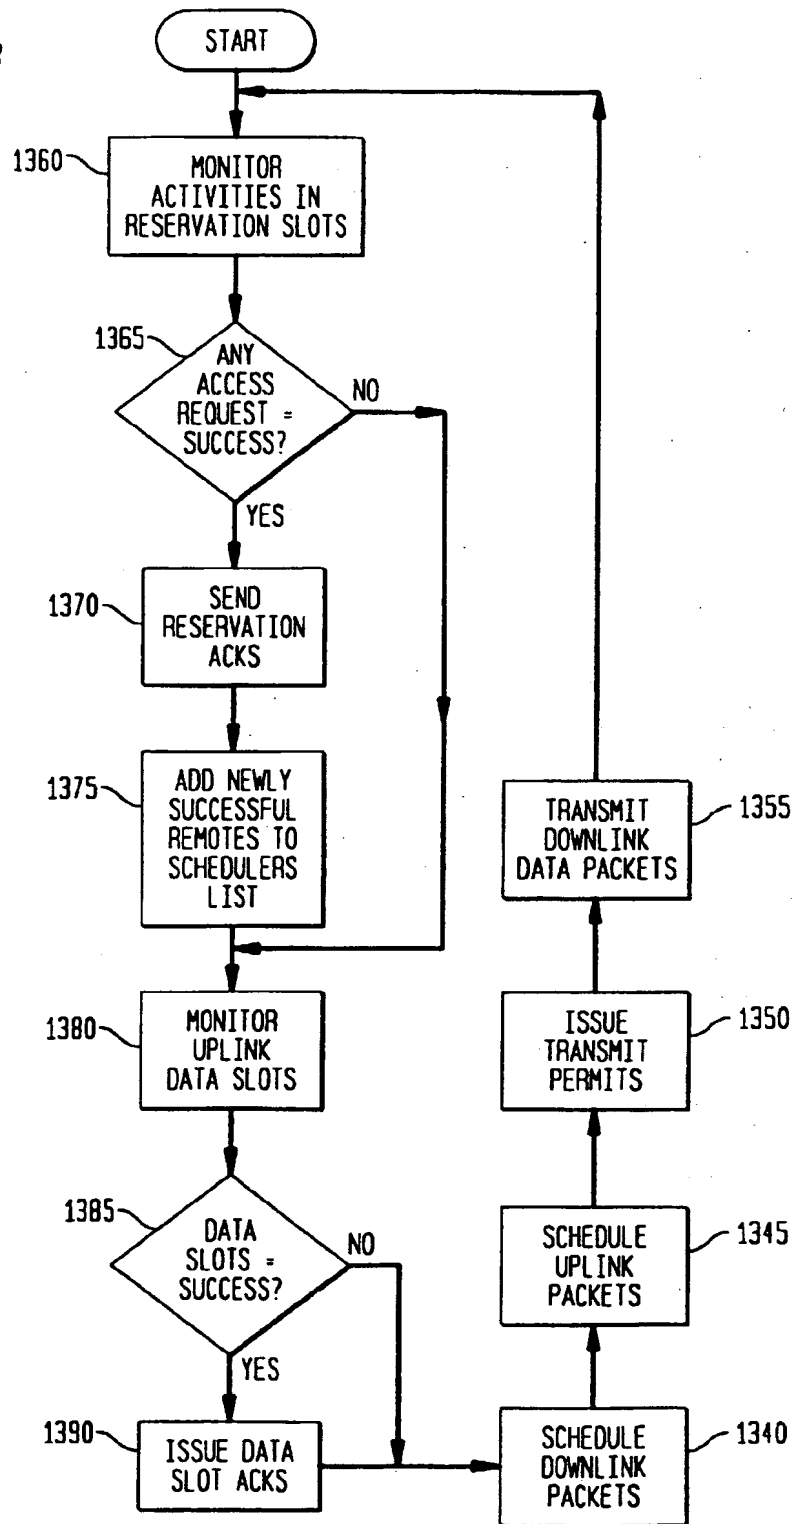 START
1360
MONITOR
ACTIVITIES IN
RESERVATION SLOTS
1365
ANY
ACCESS
REQUEST =
SUCCESS?
NO
YES
1370
SEND
RESERVATION
ACKS
1375
ADD NEWLY
SUCCESSFUL
REMOTES TO
SCHEDULERS
LIST
1380
MONITOR
UPLINK
DATA SLOTS
1385
DATA
SLOTS =
SUCCESS?
NO
YES
1390
ISSUE DATA
SLOT ACKS
SCHEDULE
DOWNLINK
PACKETS
1340
SCHEDULE
UPLINK
PACKETS
1345
ISSUE
TRANSMIT
PERMITS
1350
TRANSMIT
DOWNLINK
DATA PACKETS
1355